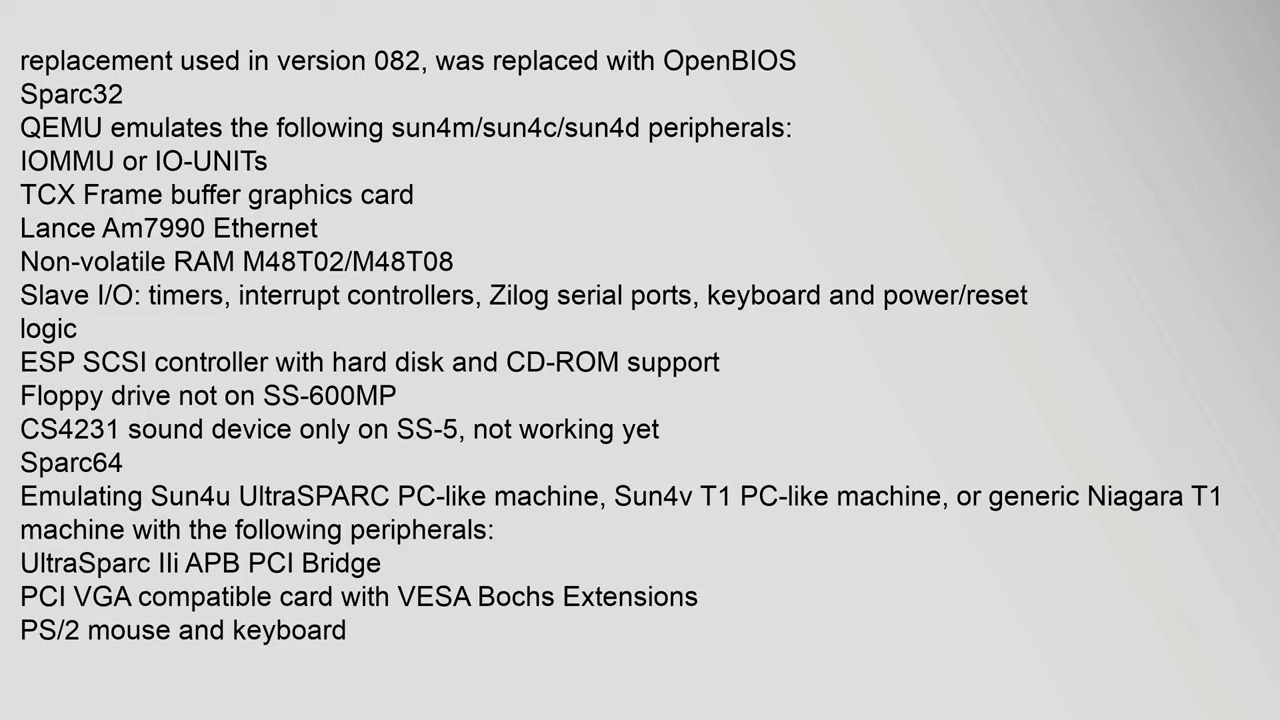 replacement used in version 082, was replaced with OpenBIOS
Sparc32
QEMU emulates the following sun4m/sun4c/sun4d peripherals:
IOMMU or IO-UNITs
TCX Frame buffer graphics card
Lance Am7990 Ethernet
Non-volatile RAM M48T02/M48T08
Slave I/O: timers, interrupt controllers, Zilog serial ports, keyboard and power/reset
logic
ESP SCSI controller with hard disk and CD-ROM support
Floppy drive not on SS-600MP
CS4231 sound device only on SS-5, not working yet
Sparc64
Emulating Sun4u UltraSPARC PC-like machine, Sun4v T1 PC-like machine, or generic Niagara T1
machine with the following peripherals:
UltraSparc IIi APB PCI Bridge
PCI VGA compatible card with VESA Bochs Extensions
PS/2 mouse and keyboard